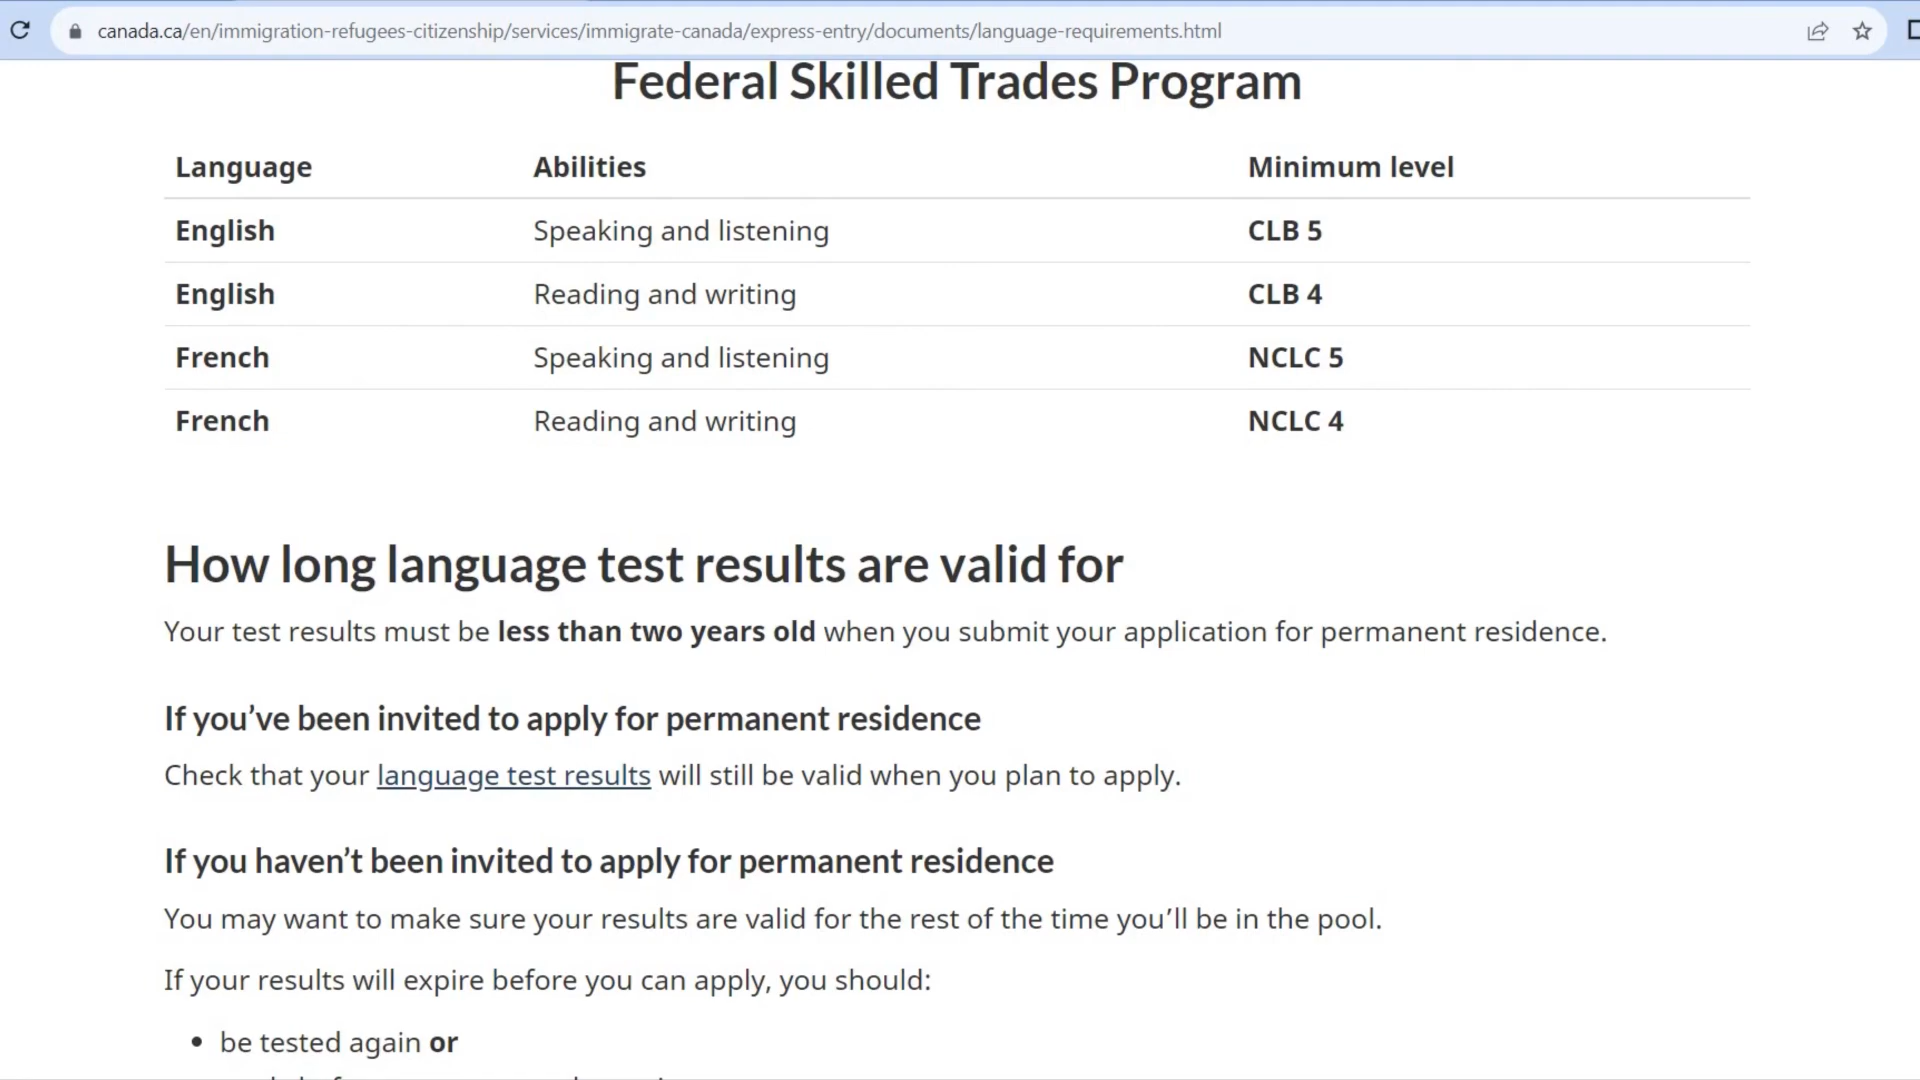 canada.ca/en/immigration-refugees-citizenship/services/immigrate-canada/express-entry/documents/language-requirements.html
Federal Skilled Trades Program
Language Abilities Minimum level
English Speaking and listening CLB 5
English Reading and writing CLB 4
French Speaking and listening NCLC 5
French Reading and writing NCLC 4
How long language test results are valid for
Your test results must be less than two years old when you submit your application for permanent residence.
If you’ve been invited to apply for permanent residence
Check that your language test results will still be valid when you plan to apply.
If you haven’t been invited to apply for permanent residence
You may want to make sure your results are valid for the rest of the time you’ll be in the pool.
If your results will expire before you can apply, you should:
• be tested again or